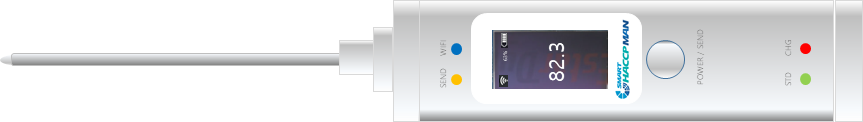 WIFI
SEND
82.3
SMART
HACCPMAN
POWER / SEND
CHG
STD